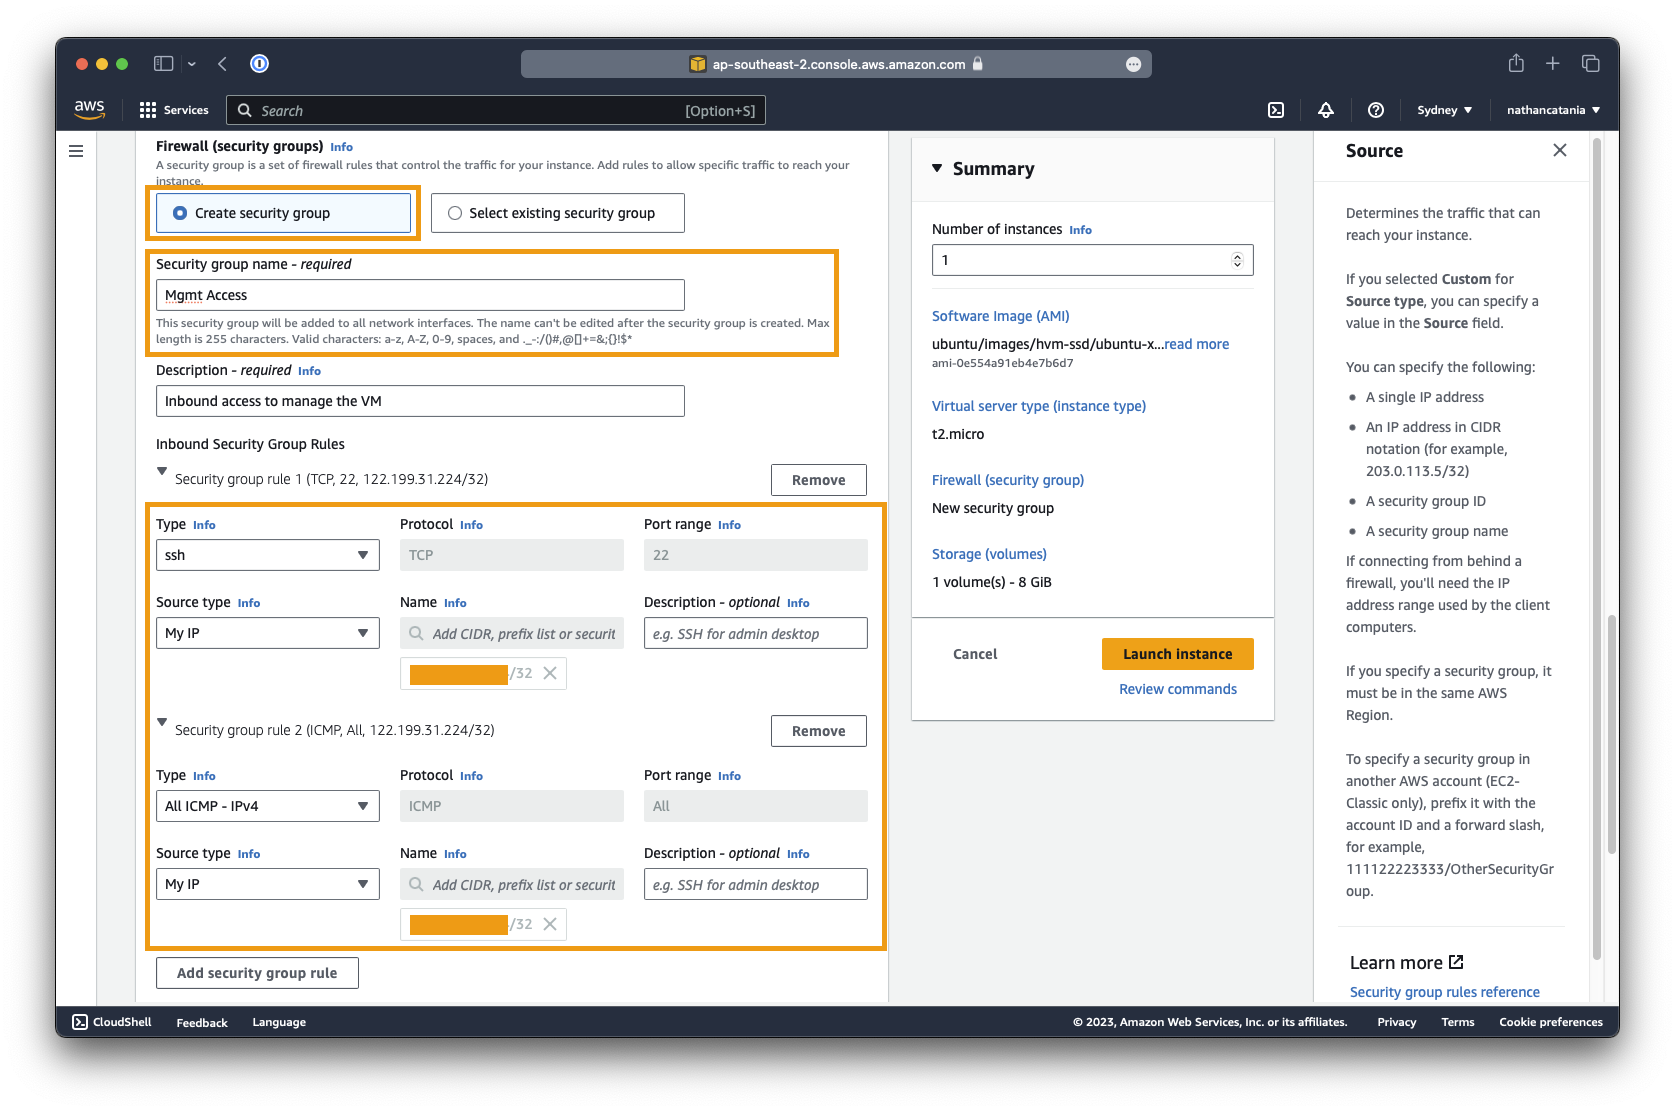 ap-southeast-2.console.aws.amazon.com
aws
Services
Search
[Option+S]
Sydney
nathancatania
Firewall (security groups) Info
A security group is a set of firewall rules that control the traffic for your instance. Add rules to allow specific traffic to reach your
instance.
Create security group
Select existing security group
Security group name - required
Mgmt Access
This security group will be added to all network interfaces. The name can't be edited after the security group is created. Max
length is 255 characters. Valid characters: a-z, A-Z, 0-9, spaces, and ._-:/()#,@[]+=&;{}!$*
Description - required Info
Inbound access to manage the VM
Inbound Security Group Rules
Security group rule 1 (TCP, 22, 122.199.31.224/32)
Remove
Type Info
Protocol Info
Port range Info
ssh
TCP
22
Source type Info
Name Info
Description - optional Info
My IP
Add CIDR, prefix list or securit
e.g. SSH for admin desktop
/32
Security group rule 2 (ICMP, All, 122.199.31.224/32)
Remove
Type Info
Protocol Info
Port range Info
All ICMP - IPv4
ICMP
All
Source type Info
Name Info
Description - optional Info
My IP
Add CIDR, prefix list or securit
e.g. SSH for admin desktop
/32
Add security group rule
Summary
Number of instances Info
1
Software Image (AMI)
ubuntu/images/hvm-ssd/ubuntu-x...read more
ami-0e554a91eb4e7b6d7
Virtual server type (instance type)
t2.micro
Firewall (security group)
New security group
Storage (volumes)
1 volume(s) - 8 GiB
Cancel
Launch instance
Review commands
Source
Determines the traffic that can
reach your instance.
If you selected Custom for
Source type, you can specify a
value in the Source field.
You can specify the following:
A single IP address
An IP address in CIDR
notation (for example,
203.0.113.5/32)
A security group ID
A security group name
If connecting from behind a
firewall, you'll need the IP
address range used by the client
computers.
If you specify a security group, it
must be in the same AWS
Region.
To specify a security group in
another AWS account (EC2-
Classic only), prefix it with the
account ID and a forward slash,
for example,
111122223333/OtherSecurityGr
oup.
Learn more
Security group rules reference
CloudShell
Feedback
Language
© 2023, Amazon Web Services, Inc. or its affiliates.
Privacy
Terms
Cookie preferences